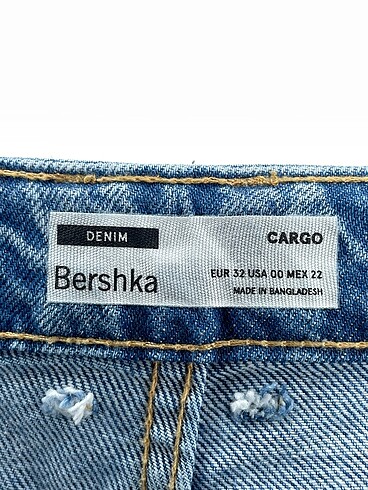 DENIM
CARGO
Bershka
EUR 32 USA 00 MEX 22
MADE IN BANGLADESH